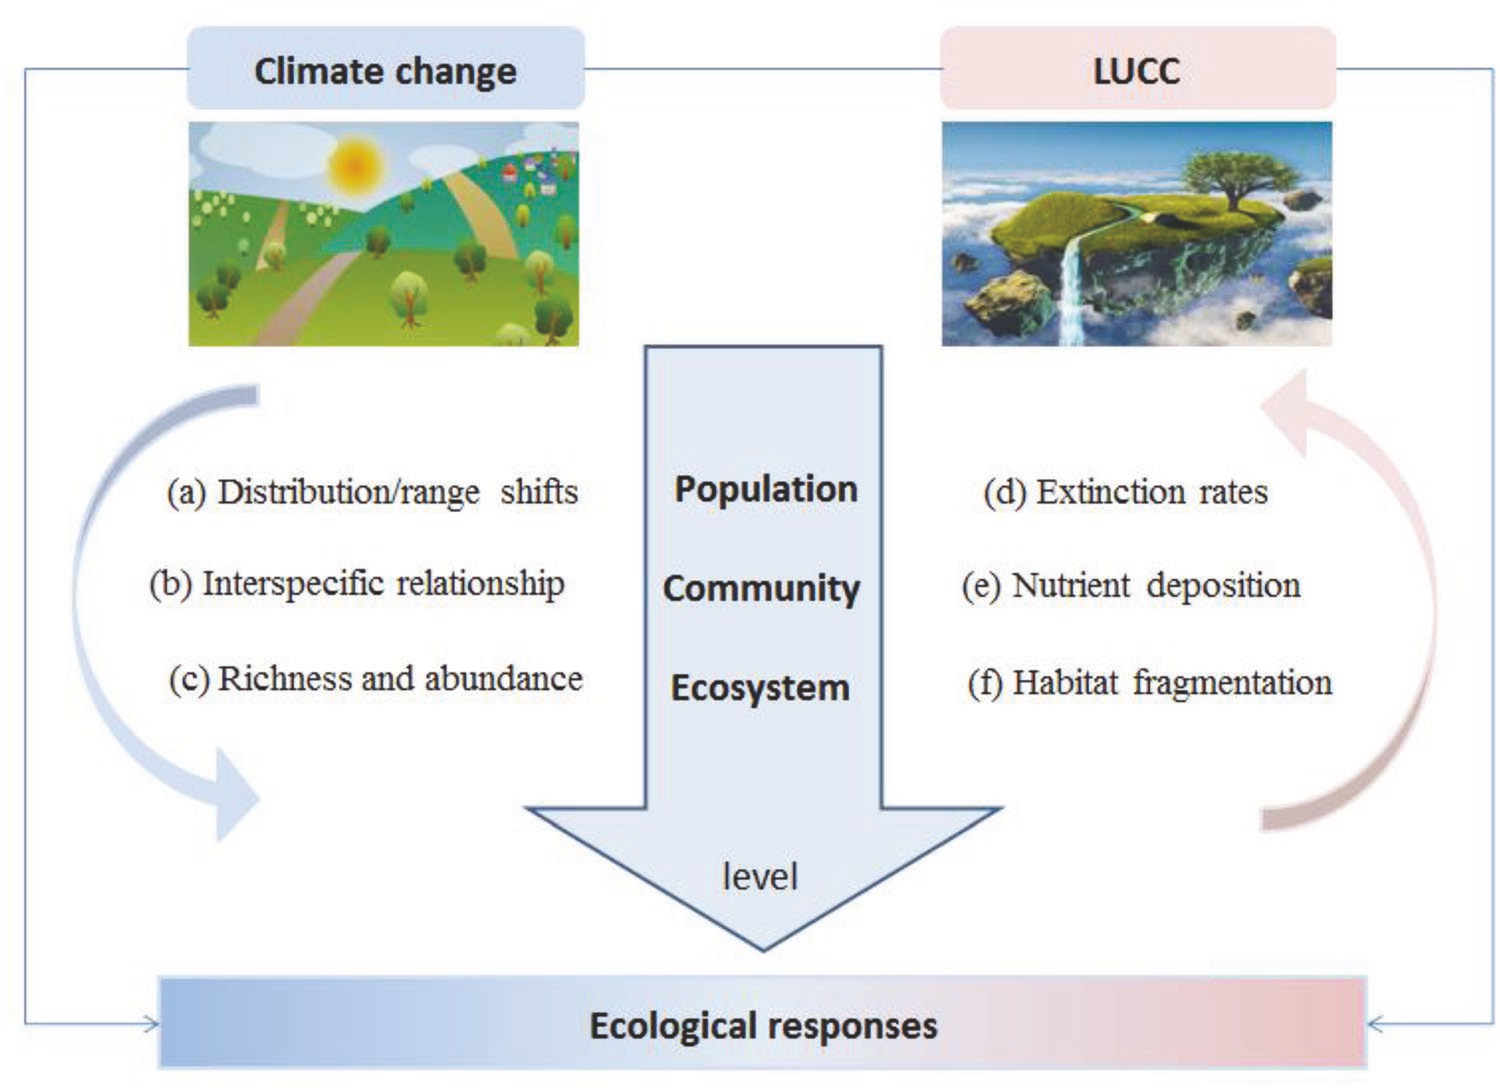 Climate change
LUCC
(a) Distribution/range shifts
(b) Interspecific relationship
(c) Richness and abundance
Population
Community
Ecosystem
level
(d) Extinction rates
(e) Nutrient deposition
(f) Habitat fragmentation
Ecological responses